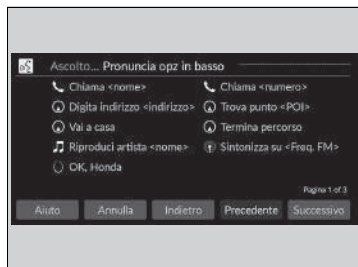 Ascolto... Pronuncia opz in basso
Chiama <nome> Chiama <numero>
Digita indirizzo <indirizzo> Trova punto <POI>
Vai a casa Termina percorso
Riproduci artista <nome> Sintonizza su <Freq. FM>
OK, Honda
Pagina 1 of 3
Aiuto Annulla Indietro Precedente Successivo